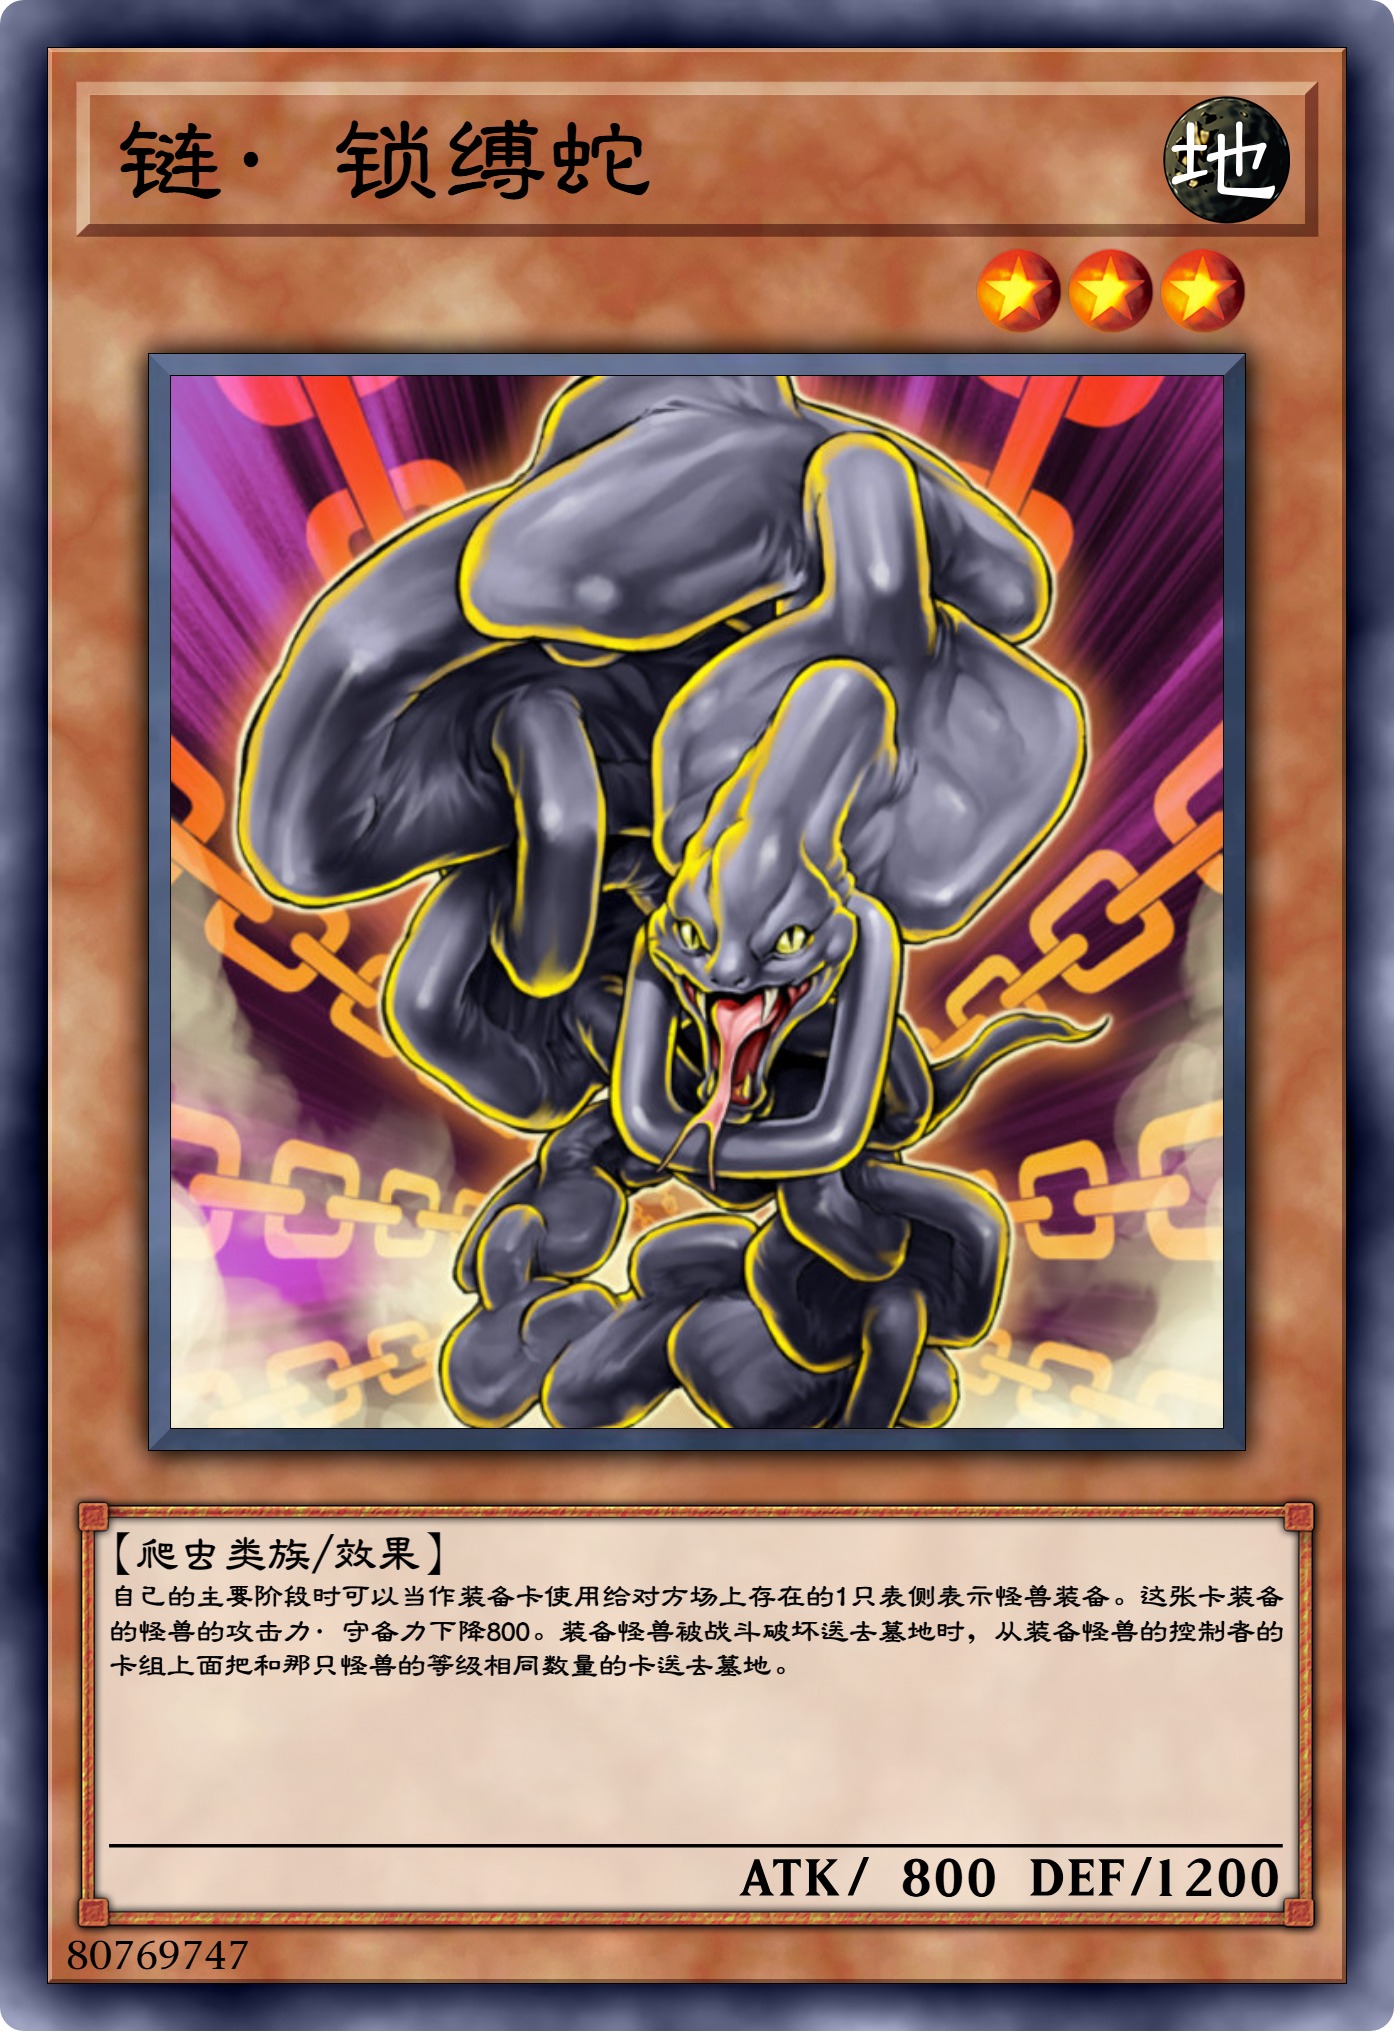 链· 锁缚蛇
地
【爬虫类族/效果】
自己的主要阶段时可以当作装备卡使用给对方场上存在的1只表侧表示怪兽装备。这张卡装备
的怪兽的攻击力· 守备力下降800。装备怪兽被战斗破坏送去墓地时，从装备怪兽的控制者的
卡组上面把和那只怪兽的等级相同数量的卡送去墓地。
ATK/ 800 DEF/1200
80769747